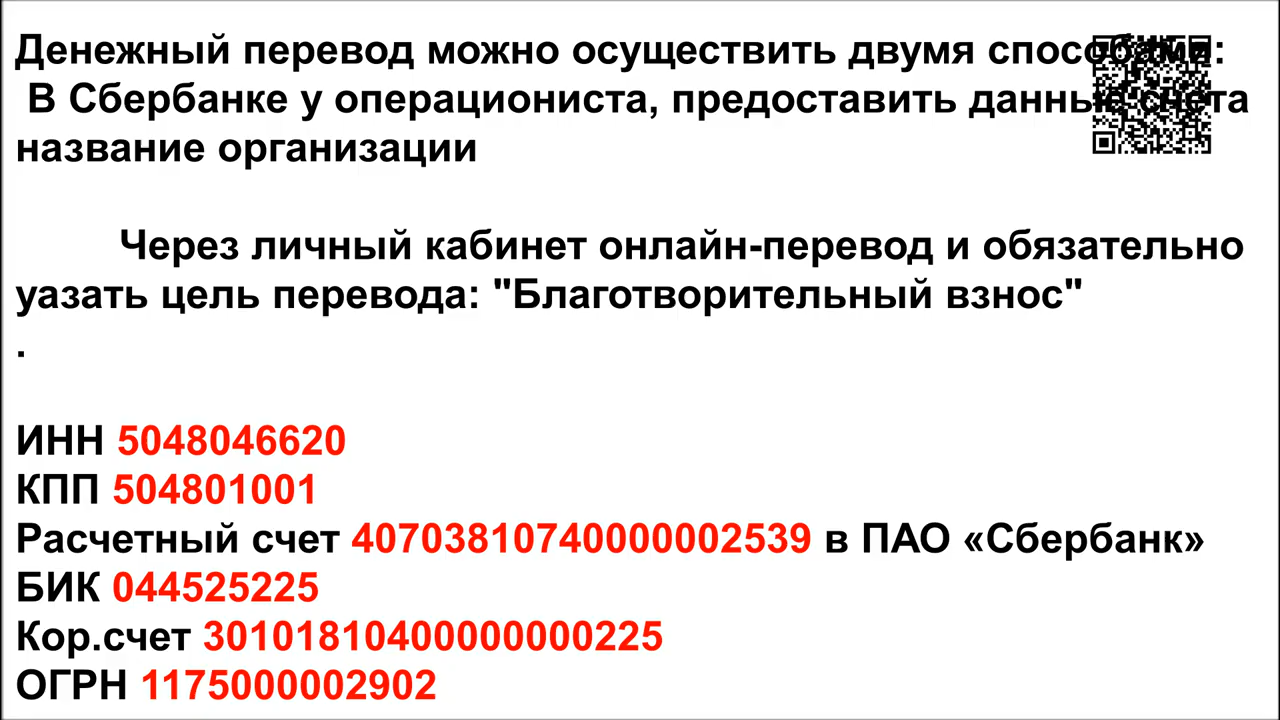 Денежный перевод можно осуществить двумя способами:
В Сбербанке у операциониста, предоставить данные счета
название организации
Через личный кабинет онлайн-перевод и обязательно
уазать цель перевода: "Благотворительный взнос"
.
ИНН 5048046620
КПП 504801001
Расчетный счет 40703810740000002539 в ПАО «Сбербанк»
БИК 044525225
Кор.счет 30101810400000000225
ОГРН 1175000002902